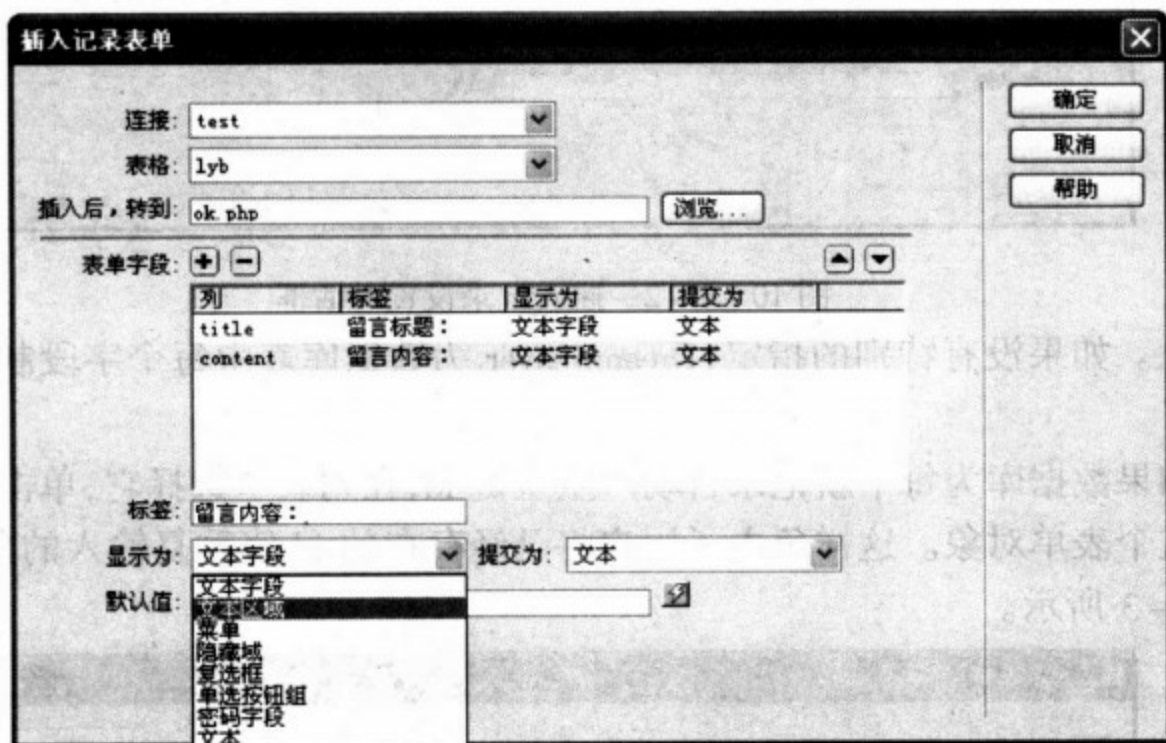 插入记录表单
连接: test
确定
表格: lyb
取消
插入后,转到: ok.php 浏览...
帮助
表单字段:
列 标签 显示为 提交为
title 留言标题: 文本字段 文本
content 留言内容: 文本字段 文本
标签: 留言内容:
显示为: 文本字段 提交为: 文本
默认值:
文本字段
文本区域
菜单
隐藏域
复选框
单选按钮组
密码字段
文本